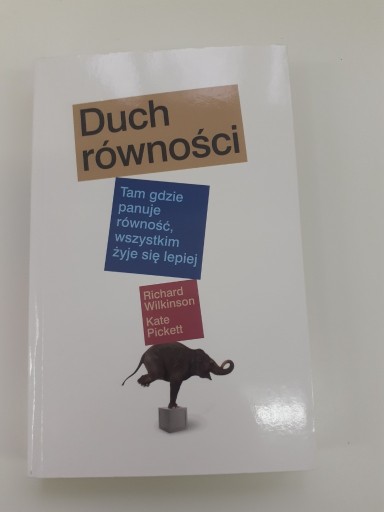 Duch
równości
Tam gdzie
panuje
równość,
wszystkim
żyje się lepiej
Richard
Wilkinson
Kate
Pickett